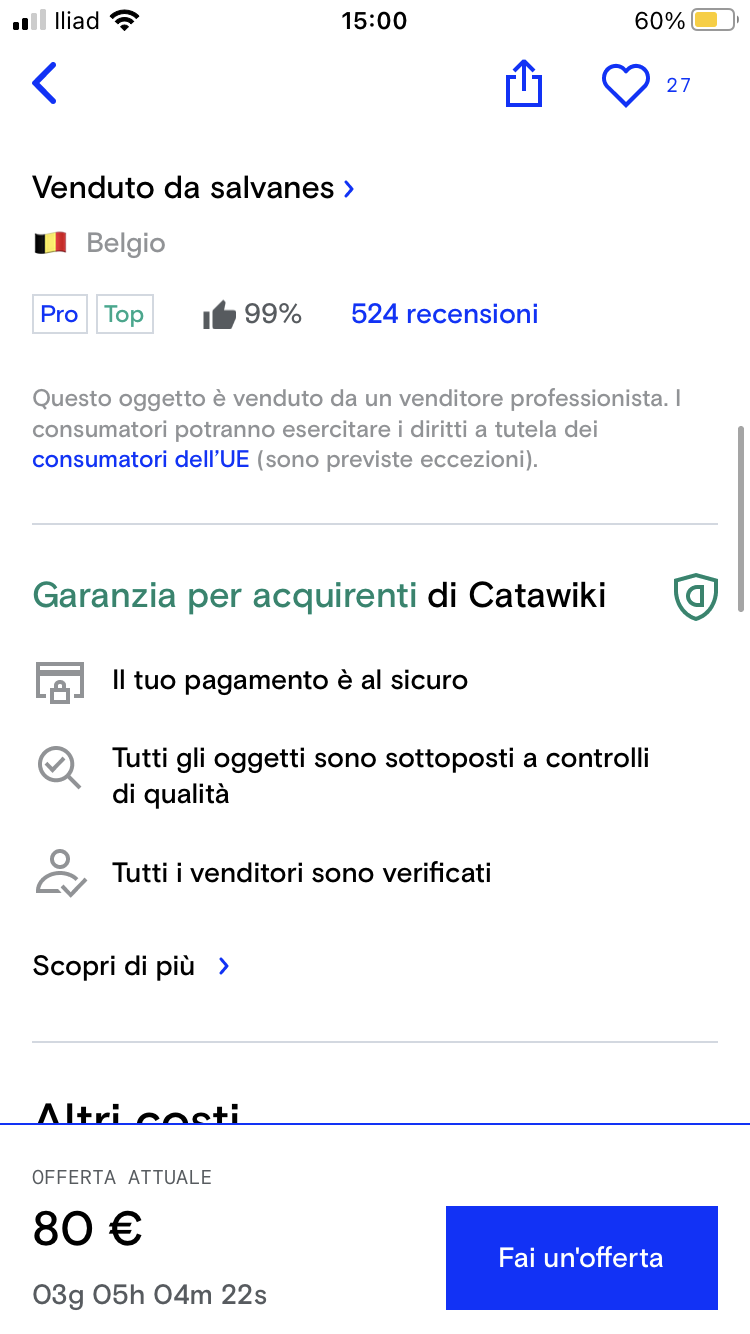 Iliad 15:00 60%
27
Venduto da salvanes
Belgio
Pro Top 99% 524 recensioni
Questo oggetto è venduto da un venditore professionista. I
consumatori potranno esercitare i diritti a tutela dei
consumatori dell’UE (sono previste eccezioni).
Garanzia per acquirenti di Catawiki
Il tuo pagamento è al sicuro
Tutti gli oggetti sono sottoposti a controlli
di qualità
Tutti i venditori sono verificati
Scopri di più
Altri costi
OFFERTA ATTUALE
80 €
Fai un'offerta
03g 05h 04m 22s